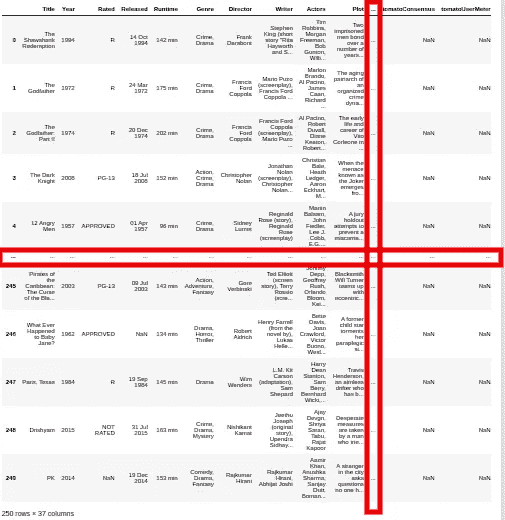 Title Year Rated Released Runtime Genre Director Writer Actors Plot ... tomatoConsensus tomatoUserMeter
0 The Shawshank Redemption 1994 R 14 Oct 1994 142 min Crime, Drama Frank Darabont Stephen King (short story "Rita Hayworth and S... Tim Robbins, Morgan Freeman, Bob Gunton, Willi... Two imprisoned men bond over a number of years... ... NaN NaN
1 The Godfather 1972 R 24 Mar 1972 175 min Crime, Drama Francis Ford Coppola Mario Puzo (screenplay), Francis Ford Coppola ... Marlon Brando, Al Pacino, James Caan, Richard ... The aging patriarch of an organized crime dyna... ... NaN NaN
2 The Godfather: Part II 1974 R 20 Dec 1974 202 min Crime, Drama Francis Ford Coppola Francis Ford Coppola (screenplay), Mario Puzo ... Al Pacino, Robert Duvall, Diane Keaton, Robert... The early life and career of Vito Corleone in ... ... NaN NaN
3 The Dark Knight 2008 PG-13 18 Jul 2008 152 min Action, Crime, Drama Christopher Nolan Jonathan Nolan (screenplay), Christopher Nolan... Christian Bale, Heath Ledger, Aaron Eckhart, M... When the menace known as the Joker emerges fro... ... NaN NaN
4 12 Angry Men 1957 APPROVED 01 Apr 1957 96 min Crime, Drama Sidney Lumet Reginald Rose (story), Reginald Rose (screenplay) Martin Balsam, John Fiedler, Lee J. Cobb, E.G.... A jury holdout attempts to prevent a miscarria... ... NaN NaN
... ... ... ... ... ... ... ... ... ... ... ... ... ...
245 Pirates of the Caribbean: The Curse of the Bla... 2003 PG-13 09 Jul 2003 143 min Action, Adventure, Fantasy Gore Verbinski Ted Elliott (screen story), Terry Rossio (scre... Johnny Depp, Geoffrey Rush, Orlando Bloom, Kei... Blacksmith Will Turner teams up with eccentric... ... NaN NaN
246 What Ever Happened to Baby Jane? 1962 APPROVED NaN 134 min Drama, Horror, Thriller Robert Aldrich Henry Farrell (from the novel by), Lukas Helle... Bette Davis, Joan Crawford, Victor Buono, Wesl... A former child star torments her paraplegic si... ... NaN NaN
247 Paris, Texas 1984 R 19 Sep 1984 145 min Drama Wim Wenders L.M. Kit Carson (adaptation), Sam Shepard Harry Dean Stanton, Sam Berry, Bernhard Wicki,... Travis Henderson, an aimless drifter who has b... ... NaN NaN
248 Drishyam 2015 NOT RATED 31 Jul 2015 163 min Crime, Drama, Mystery Nishikant Kamat Jeethu Joseph (original story), Upendra Sidhay... Ajay Devgn, Shriya Saran, Tabu, Rajat Kapoor Desperate measures are taken by a man who trie... ... NaN NaN
249 PK 2014 NaN 19 Dec 2014 153 min Comedy, Drama, Fantasy Rajkumar Hirani Rajkumar Hirani, Abhijat Joshi Aamir Khan, Anushka Sharma, Sanjay Dutt, Boman... A stranger in the city asks questions no one h... ... NaN NaN
250 rows × 37 columns